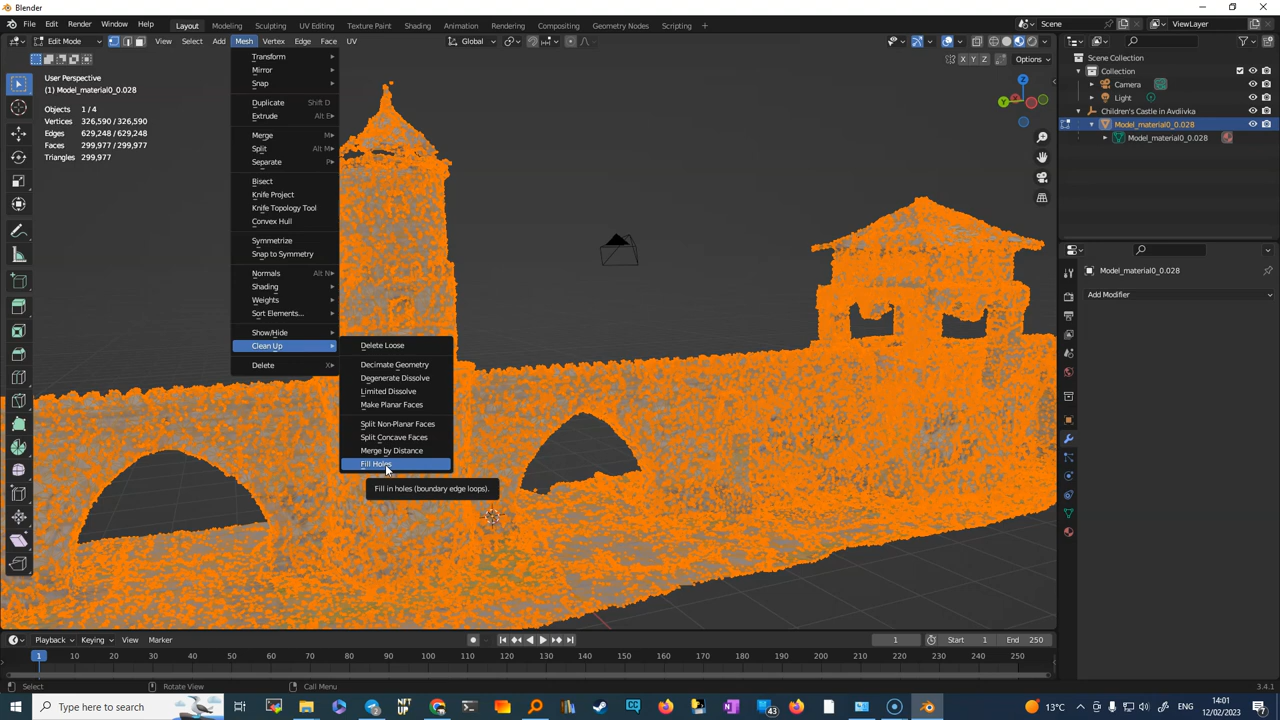 Blender
File Edit Render Window Help Layout Modeling Sculpting UV Editing Texture Paint Shading Animation Rendering Compositing Geometry Nodes Scripting + Scene ViewLayer
Edit Mode View Select Add Mesh Vertex Edge Face UV Global
X Y Z Options
User Perspective
(1) Model_material0_0.028
Objects 1 / 4
Vertices 326,590 / 326,590
Edges 629,248 / 629,248
Faces 299,977 / 299,977
Triangles 299,977
Transform
Mirror
Snap
Duplicate Shift D
Extrude Alt E
Merge M
Split Alt M
Separate P
Bisect
Knife Project
Knife Topology Tool
Convex Hull
Symmetrize
Snap to Symmetry
Normals Alt N
Shading
Weights
Sort Elements...
Show/Hide
Clean Up
Delete X
Delete Loose
Decimate Geometry
Degenerate Dissolve
Limited Dissolve
Make Planar Faces
Split Non-Planar Faces
Split Concave Faces
Merge by Distance
Fill Holes
Fill in holes (boundary edge loops).
Z
Y
X
Scene Collection
Collection
Camera
Light
Children's Castle in Avdiivka
Model_material0_0.028
Model_material0_0.028
Model_material0_0.028
Add Modifier
Playback Keying View Marker 1 Start 1 End 250
1 10 20 30 40 50 60 70 80 90 100 110 120 130 140 150 160 170 180 190 200 210 220 230 240 250
Select Rotate View Call Menu 3.4.1
Type here to search
NFT
UP
43
13°C
ENG
14:01
12/02/2023